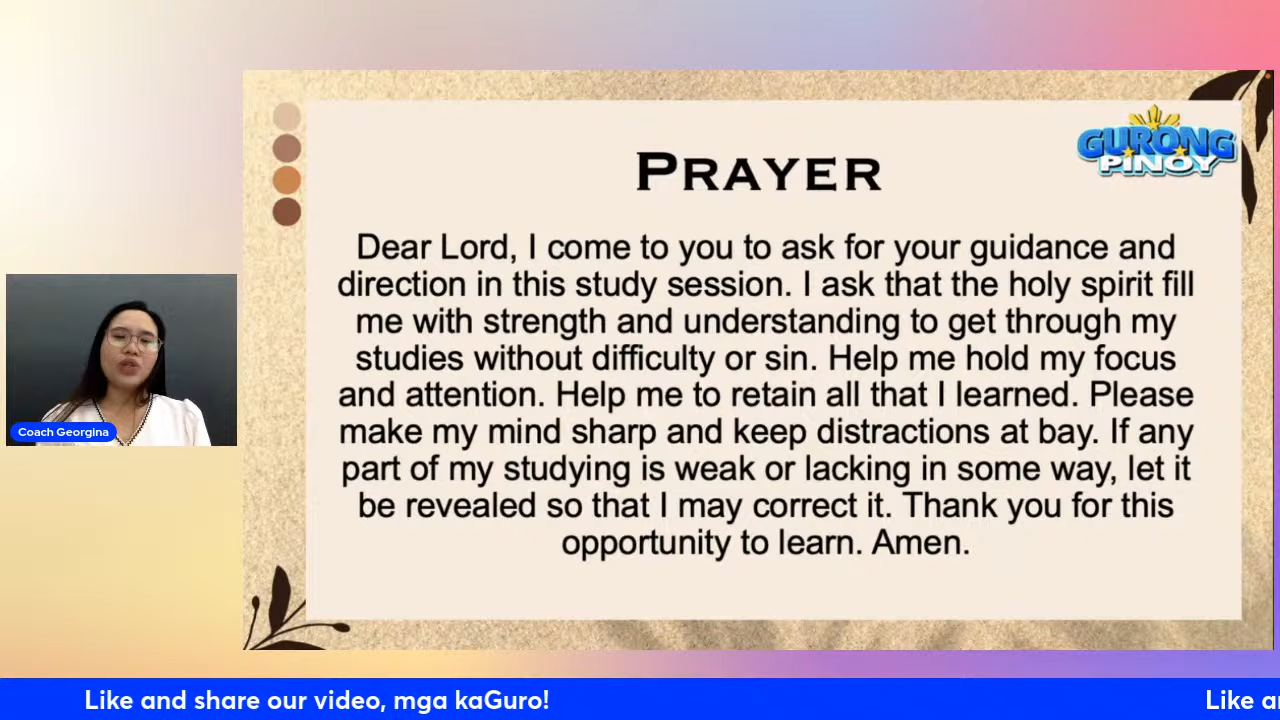 GURONG
PINOY
PRAYER
Dear Lord, I come to you to ask for your guidance and
direction in this study session. I ask that the holy spirit fill
me with strength and understanding to get through my
studies without difficulty or sin. Help me hold my focus
and attention. Help me to retain all that I learned. Please
make my mind sharp and keep distractions at bay. If any
part of my studying is weak or lacking in some way, let it
be revealed so that I may correct it. Thank you for this
opportunity to learn. Amen.
Coach Georgina
Like and share our video, mga kaGuro!
Like a